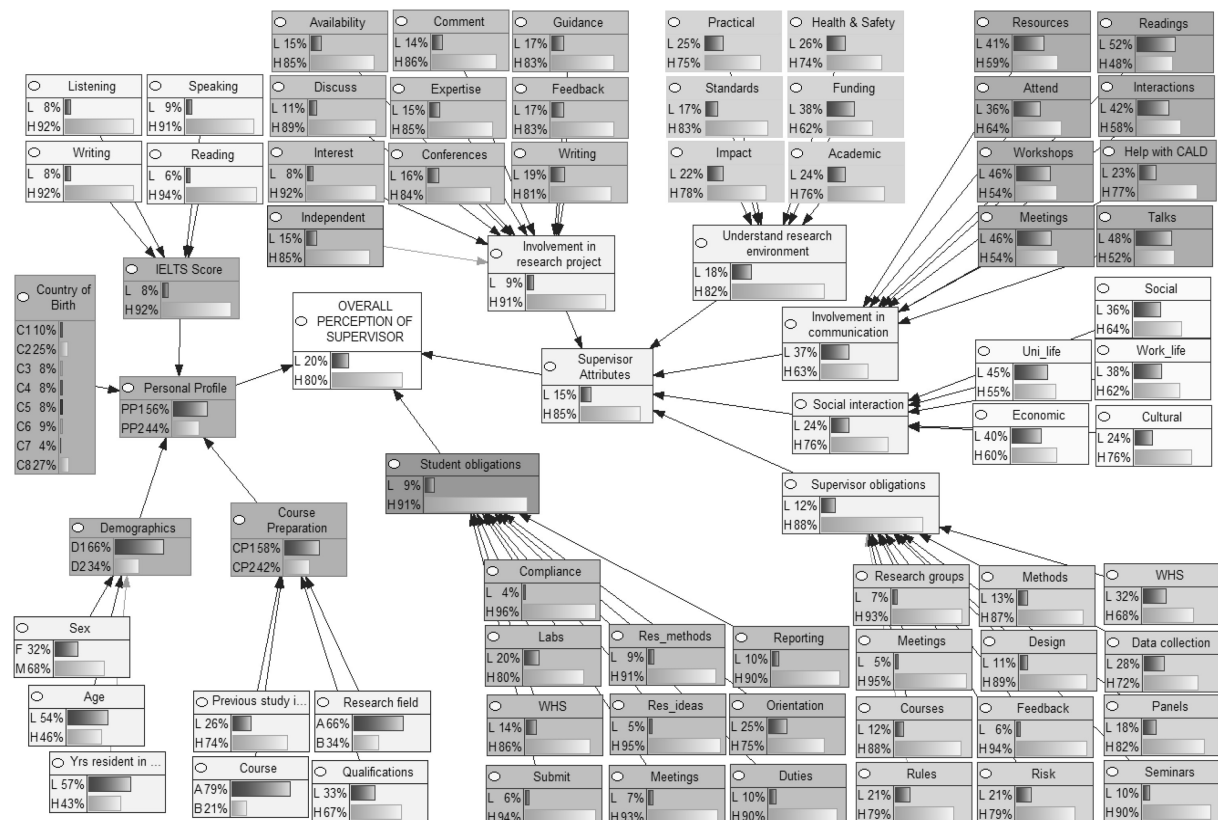 Availability
L 15%
H 85%
Comment
L 14%
H 86%
Guidance
L 17%
H 83%
Practical
L 25%
H 75%
Health & Safety
L 26%
H 74%
Resources
L 41%
H 59%
Readings
L 52%
H 48%
Listening
L 8%
H 92%
Speaking
L 9%
H 91%
Discuss
L 11%
H 89%
Expertise
L 15%
H 85%
Feedback
L 17%
H 83%
Standards
L 17%
H 83%
Funding
L 38%
H 62%
Attend
L 36%
H 64%
Interactions
L 42%
H 58%
Writing
L 8%
H 92%
Reading
L 6%
H 94%
Interest
L 8%
H 92%
Conferences
L 16%
H 84%
Writing
L 19%
H 81%
Impact
L 22%
H 78%
Academic
L 24%
H 76%
Workshops
L 46%
H 54%
Help with CALD
L 23%
H 77%
Independent
L 15%
H 85%
Meetings
L 46%
H 54%
Talks
L 48%
H 52%
Involvement in
research project
L 9%
H 91%
Understand research
environment
L 18%
H 82%
IELTS Score
L 8%
H 92%
Country of
Birth
C1 10%
C2 25%
C3 8%
C4 8%
C5 8%
C6 9%
C7 4%
C8 27%
OVERALL
PERCEPTION OF
SUPERVISOR
L 20%
H 80%
Involvement in
communication
L 37%
H 63%
Social
L 36%
H 64%
Uni_life
L 45%
H 55%
Work_life
L 38%
H 62%
Supervisor
Attributes
L 15%
H 85%
Personal Profile
PP1 56%
PP2 44%
Social interaction
L 24%
H 76%
Economic
L 40%
H 60%
Cultural
L 24%
H 76%
Student obligations
L 9%
H 91%
Supervisor obligations
L 12%
H 88%
Demographics
D1 66%
D2 34%
Course
Preparation
CP1 58%
CP2 42%
Compliance
L 4%
H 96%
Research groups
L 7%
H 93%
Methods
L 13%
H 87%
WHS
L 32%
H 68%
Sex
F 32%
M 68%
Labs
L 20%
H 80%
Res_methods
L 9%
H 91%
Reporting
L 10%
H 90%
Meetings
L 5%
H 95%
Design
L 11%
H 89%
Data collection
L 28%
H 72%
Age
L 54%
H 46%
Previous study i...
L 26%
H 74%
Research field
A 66%
B 34%
WHS
L 14%
H 86%
Res_ideas
L 5%
H 95%
Orientation
L 25%
H 75%
Courses
L 12%
H 88%
Feedback
L 6%
H 94%
Panels
L 18%
H 82%
Yrs resident in ...
L 57%
H 43%
Course
A 79%
B 21%
Qualifications
L 33%
H 67%
Submit
L 6%
H 94%
Meetings
L 7%
H 93%
Duties
L 10%
H 90%
Rules
L 21%
H 79%
Risk
L 21%
H 79%
Seminars
L 10%
H 90%